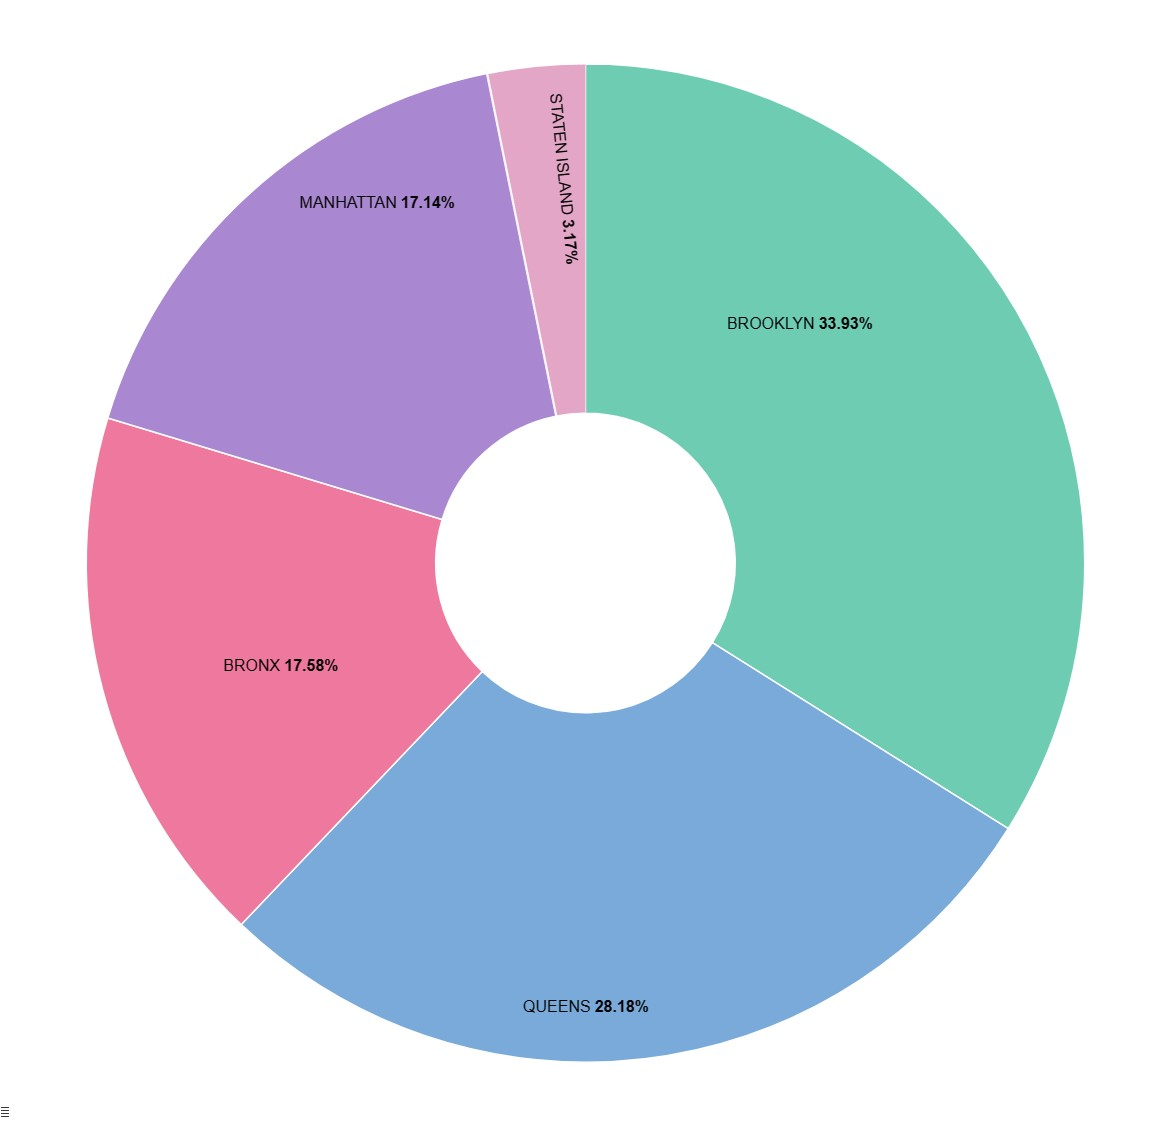 STATEN ISLAND 3.17%
MANHATTAN 17.14%
BROOKLYN 33.93%
BRONX 17.58%
QUEENS 28.18%